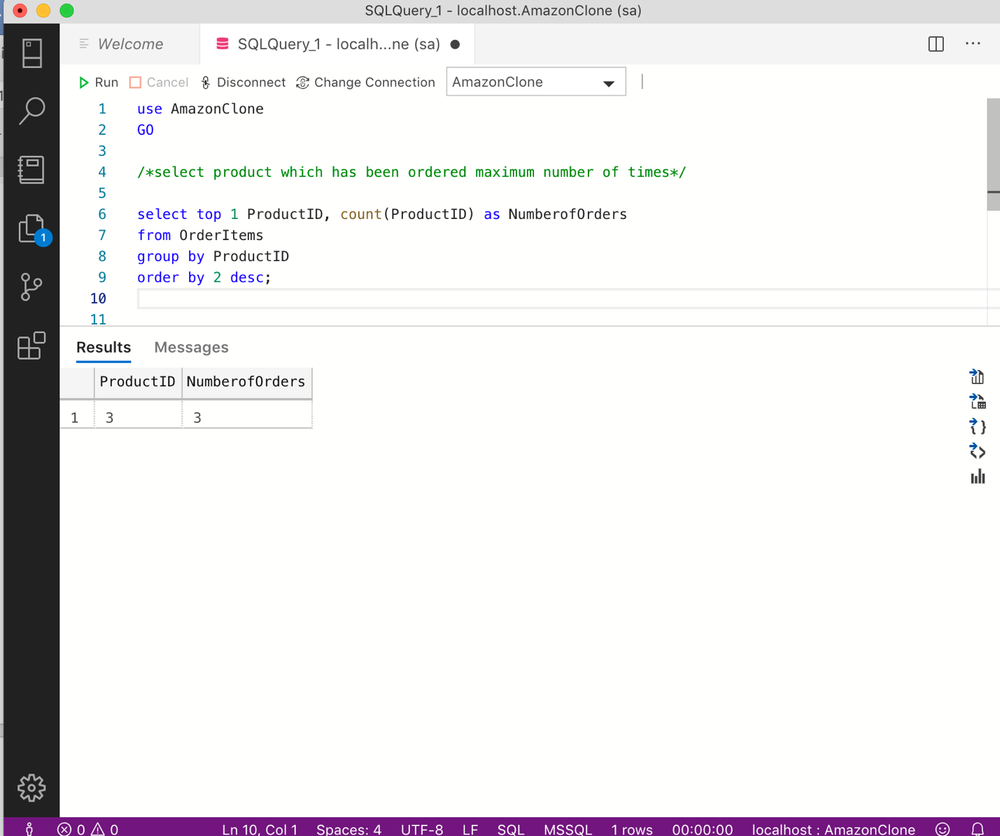 SQLQuery_1 - localhost.AmazonClone (sa)
Welcome
SQLQuery_1 - localh...ne (sa)
Run Cancel Disconnect Change Connection AmazonClone
1 use AmazonClone
2 GO
3
4 /*select product which has been ordered maximum number of times*/
5
6 select top 1 ProductID, count(ProductID) as NumberofOrders
7 from OrderItems
8 group by ProductID
9 order by 2 desc;
10
11
1
Results Messages
ProductID NumberofOrders
1 3 3
0 0 Ln 10, Col 1 Spaces: 4 UTF-8 LF SQL MSSQL 1 rows 00:00:00 localhost : AmazonClone